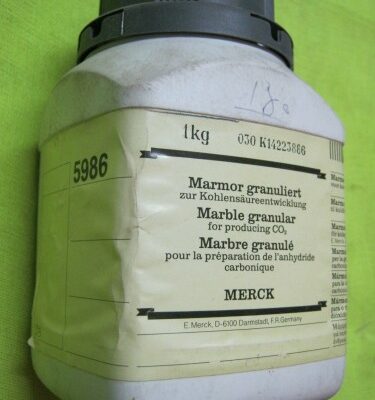 1kg 030 K14223866
5986
Marmor granuliert
zur Kohlensäureentwicklung
Marble granular
for producing CO₂
Marbre granulé
pour la préparation de l'anhydride
carbonique
MERCK
E. Merck, D-6100 Darmstadt, F.R.Germany